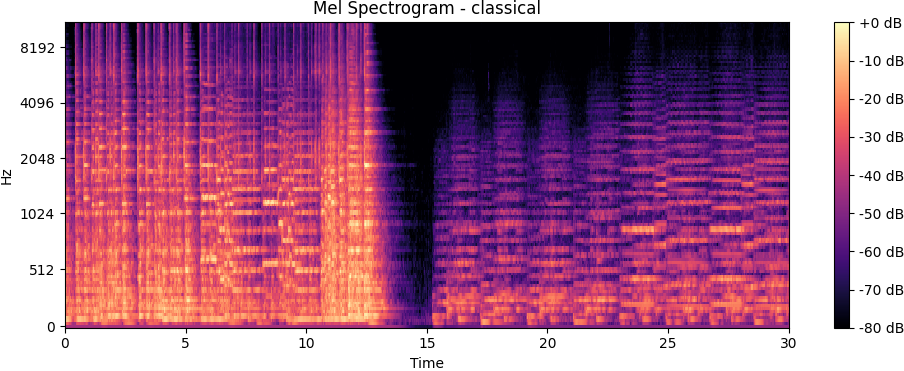 Mel Spectrogram - classical
Hz
8192
4096
2048
1024
512
0
0 5 10 15 20 25 30
Time
+0 dB
-10 dB
-20 dB
-30 dB
-40 dB
-50 dB
-60 dB
-70 dB
-80 dB